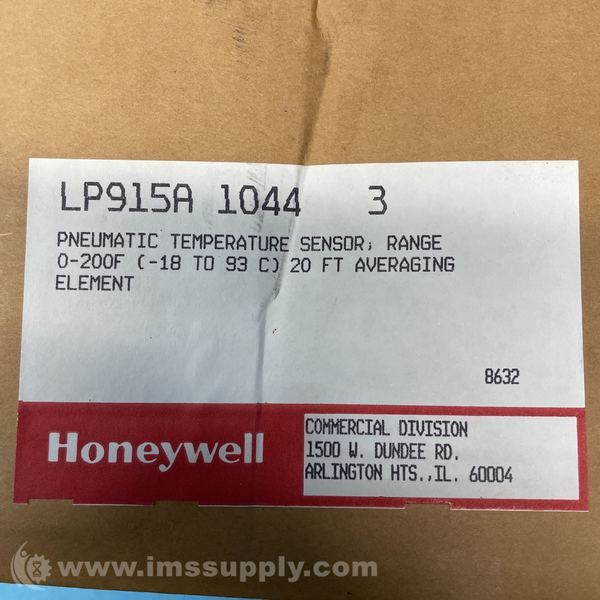 LP915A 1044 3
PNEUMATIC TEMPERATURE SENSOR; RANGE
0-200F (-18 TO 93 C) 20 FT AVERAGING
ELEMENT
8632
Honeywell
COMMERCIAL DIVISION
1500 W. DUNDEE RD.
ARLINGTON HTS.,IL. 60004
www.imssupply.com